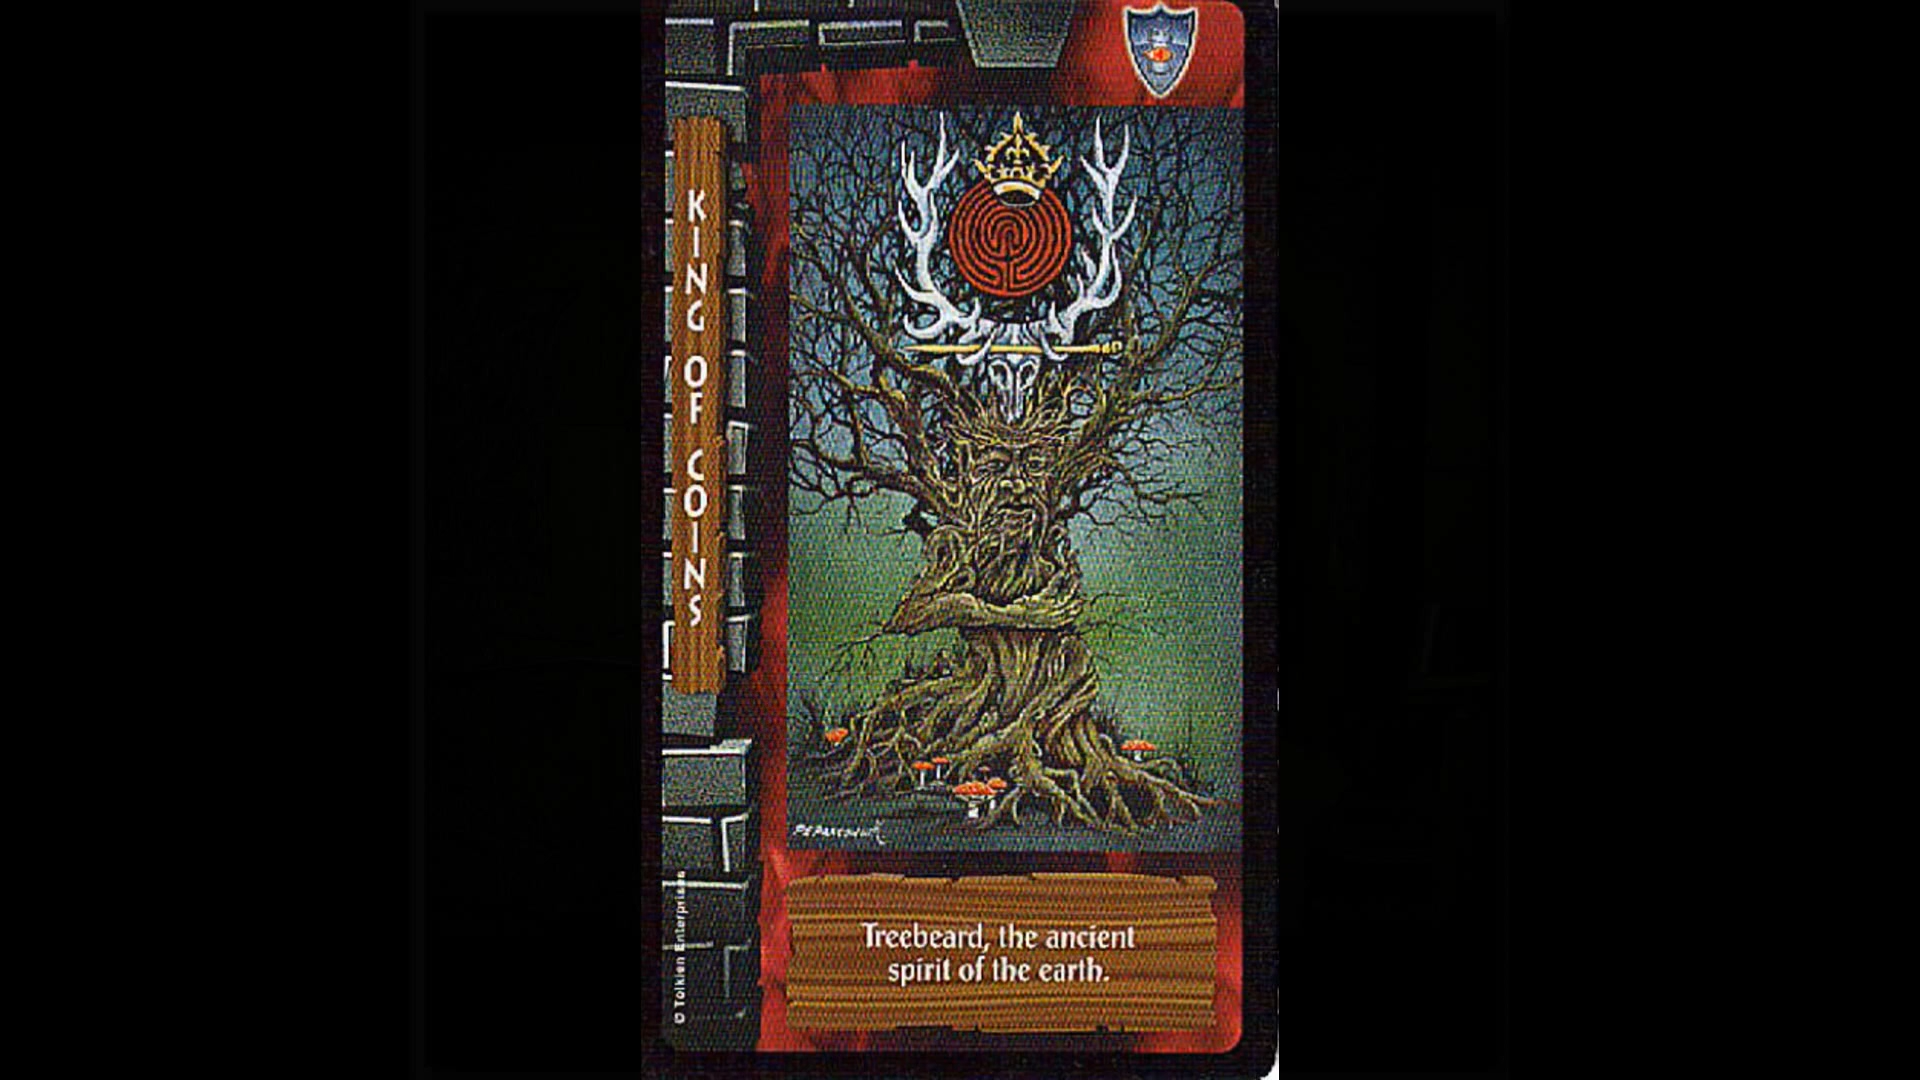 KING OF COINS
Treebeard, the ancient
spirit of the earth.
© Tolkien Enterprises